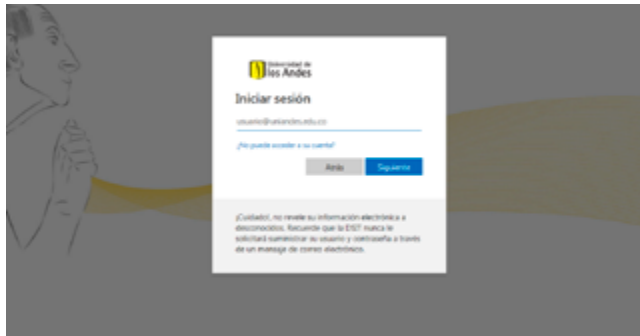 Universidad de
los Andes
Iniciar sesión
usuario@uniandes.edu.co
¿No puede acceder a su cuenta?
Atrás
Siguiente
¡Cuidado!, no revele su información electrónica a
desconocidos. Recuerde que la DSIT nunca le
solicitará suministrar su usuario y contraseña a través
de un mensaje de correo electrónico.